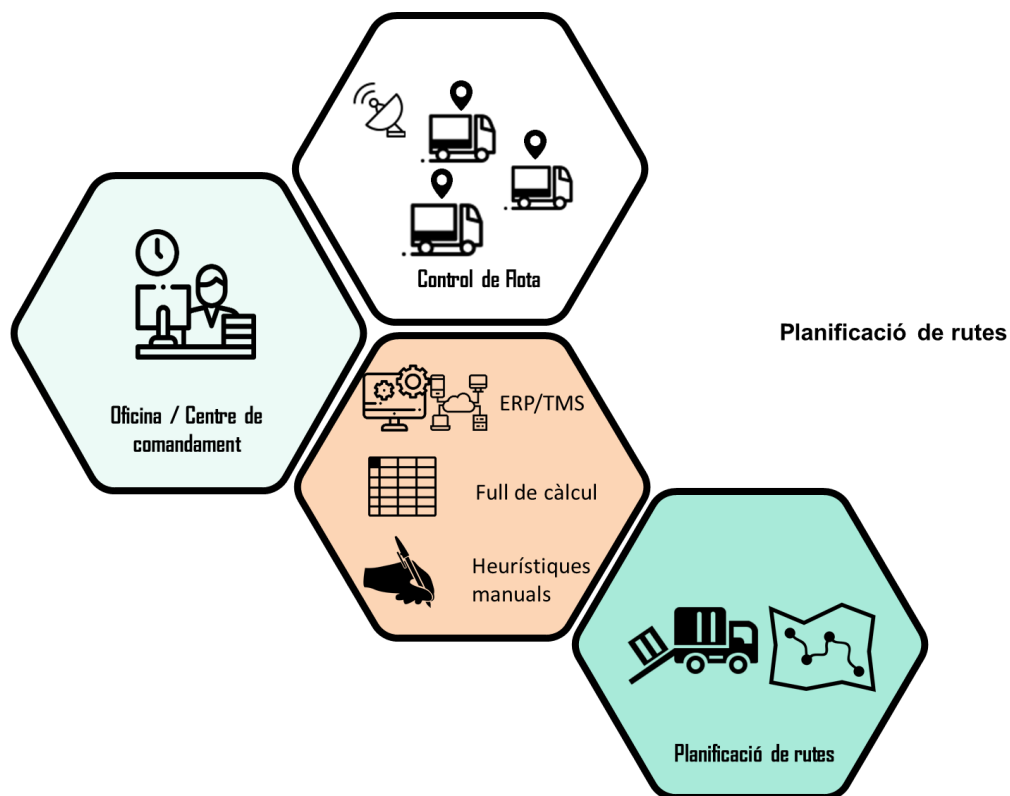 Control de flota
Planificació de rutes
Oficina / Centre de
comandament
ERP/TMS
Full de càlcul
Heurístiques
manuals
Planificació de rutes